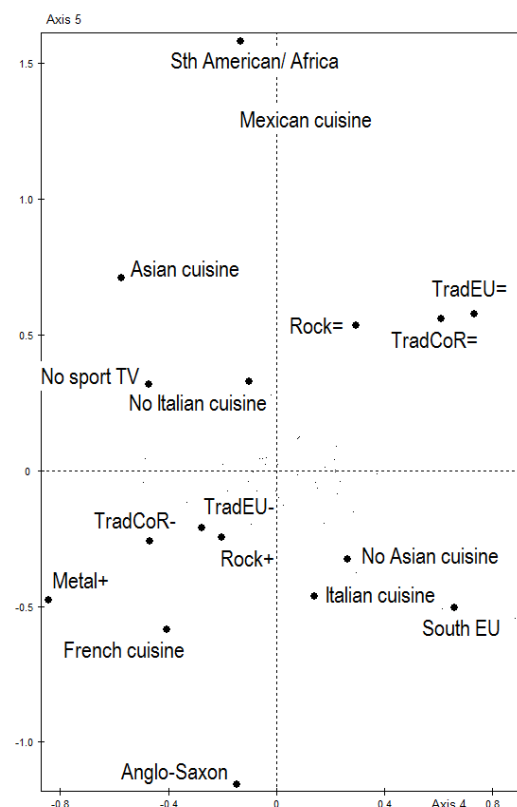 Axis 5
1.5
Sth American/ Africa
Mexican cuisine
1.0
Asian cuisine
TradEU=
0.5
Rock=
TradCoR=
No sport TV
No Italian cuisine
0
TradEU-
TradCoR-
Rock+
No Asian cuisine
Metal+
Italian cuisine
-0.5
South EU
French cuisine
-1.0
Anglo-Saxon
-0.8
-0.4
0
0.4
Axis 4
0.8